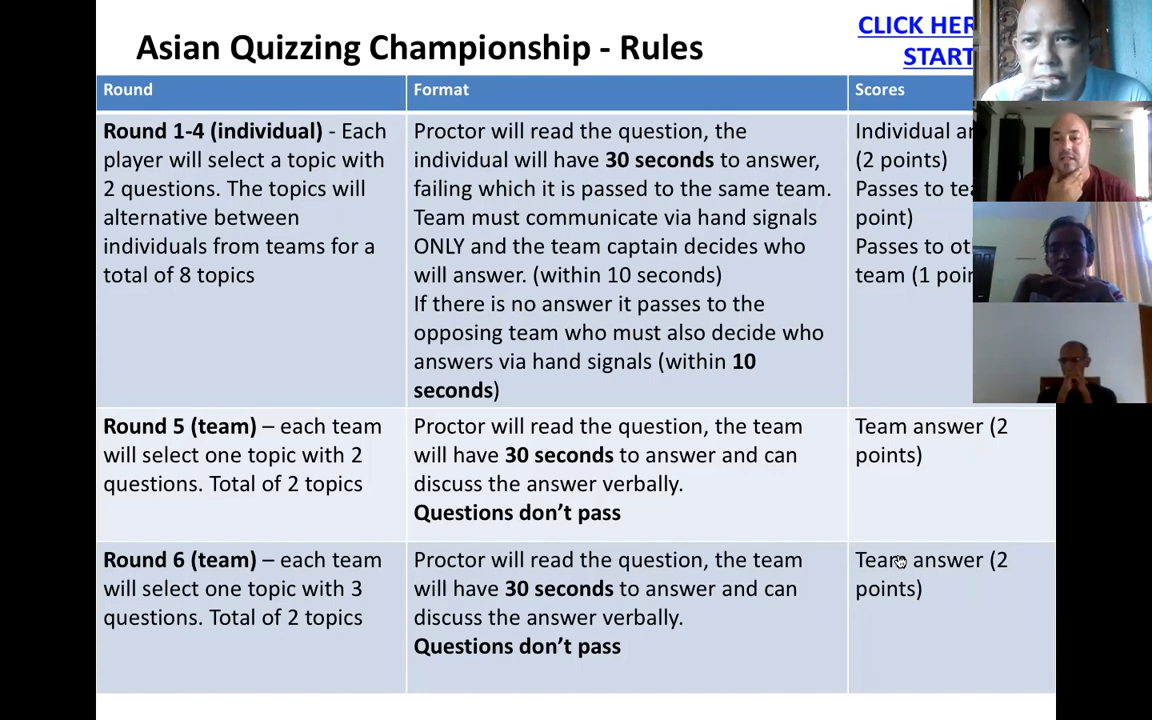 Asian Quizzing Championship - Rules
CLICK
START
Round
Format
Scores
Round 1-4 (individual) - Each
player will select a topic with
2 questions. The topics will
alternative between
individuals from teams for a
total of 8 topics
Proctor will read the question, the
individual will have 30 seconds to answer,
failing which it is passed to the same team.
Team must communicate via hand signals
ONLY and the team captain decides who
will answer. (within 10 seconds)
If there is no answer it passes to the
opposing team who must also decide who
answers via hand signals (within 10
seconds)
Individual
(2 points)
Passes to
point)
Passes to
team (1
Round 5 (team) – each team
will select one topic with 2
questions. Total of 2 topics
Proctor will read the question, the team
will have 30 seconds to answer and can
discuss the answer verbally.
Questions don’t pass
Team answer (2
points)
Round 6 (team) – each team
will select one topic with 3
questions. Total of 2 topics
Proctor will read the question, the team
will have 30 seconds to answer and can
discuss the answer verbally.
Questions don’t pass
Team answer (2
points)